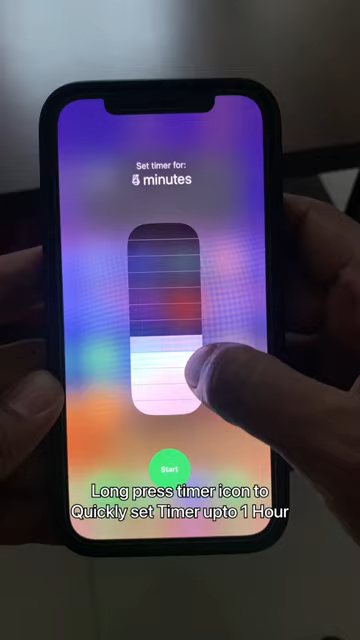 Set timer for:
minutes
Start
Long press timer icon to
Quickly set Timer upto 1 Hour